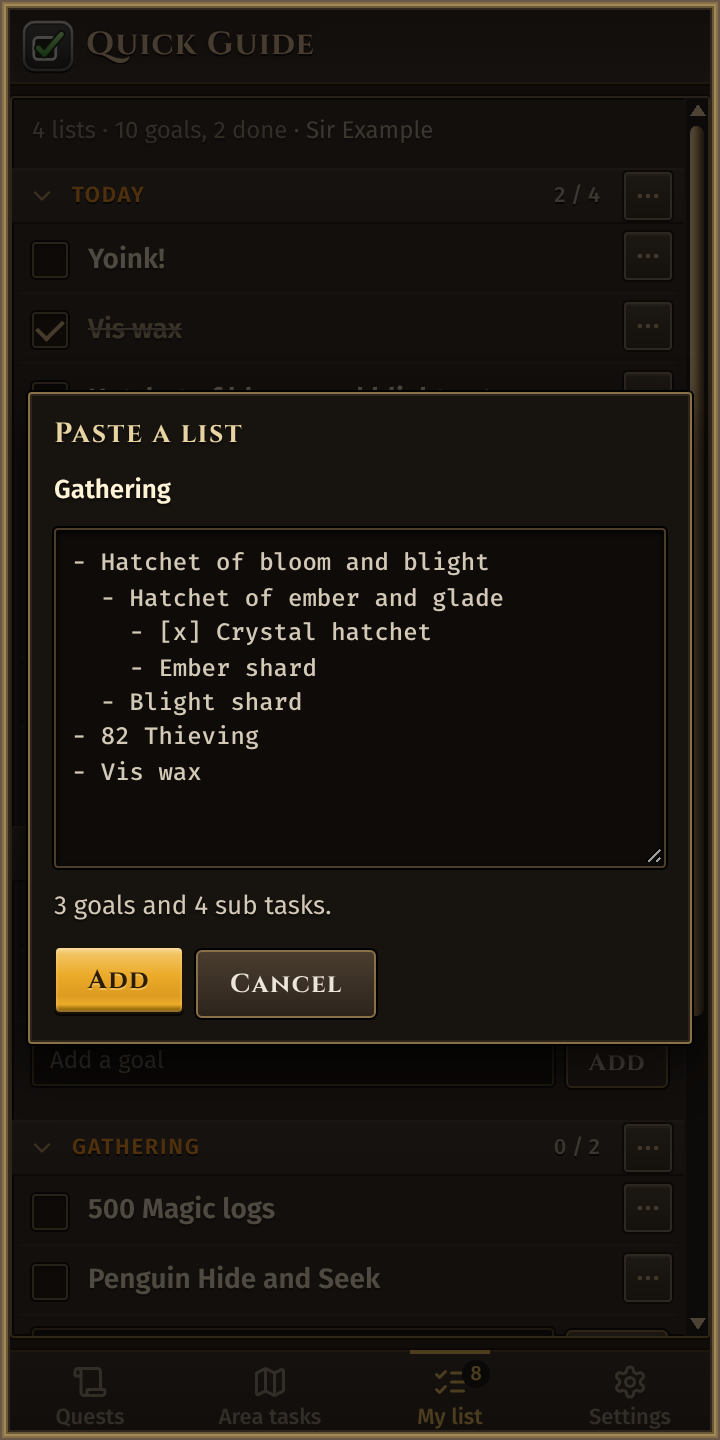 Quick Guide
4 lists · 10 goals, 2 done · Sir Example
TODAY 2 / 4 ...
Yoink! ...
Vis wax ...
Paste a list
Gathering
- Hatchet of bloom and blight
  - Hatchet of ember and glade
    - [x] Crystal hatchet
    - Ember shard
  - Blight shard
- 82 Thieving
- Vis wax
3 goals and 4 sub tasks.
Add Cancel
Add a goal Add
GATHERING 0 / 2 ...
500 Magic logs ...
Penguin Hide and Seek ...
8
Quests Area tasks My list Settings